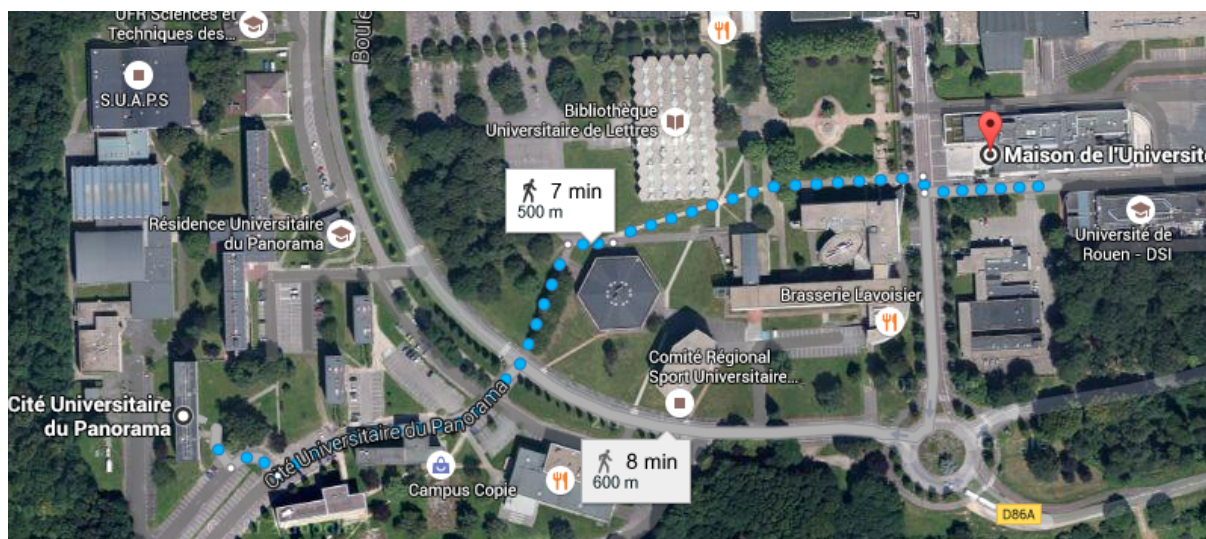 UFR Sciences et
Techniques des...
Boule
S.U.A.P.S
Bibliothèque
Universitaire de Lettres
Maison de l'Université
7 min
500 m
Résidence Universitaire
du Panorama
Université de
Rouen - DSI
Brasserie Lavoisier
Comité Régional
Sport Universitaire...
Cité Universitaire
du Panorama
Cité Universitaire du Panorama
8 min
600 m
Campus Copie
D86A